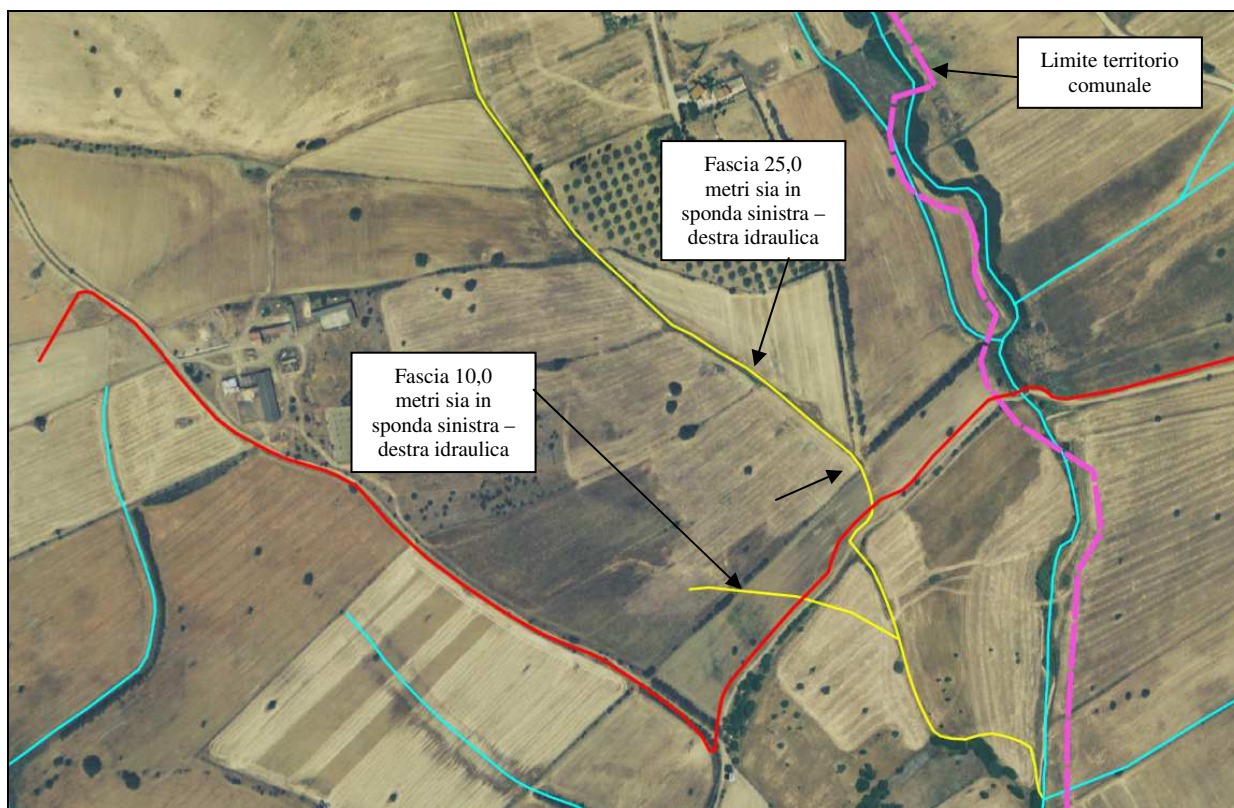 Limite territorio
comunale
Fascia 25,0
metri sia in
sponda sinistra –
destra idraulica
Fascia 10,0
metri sia in
sponda sinistra –
destra idraulica